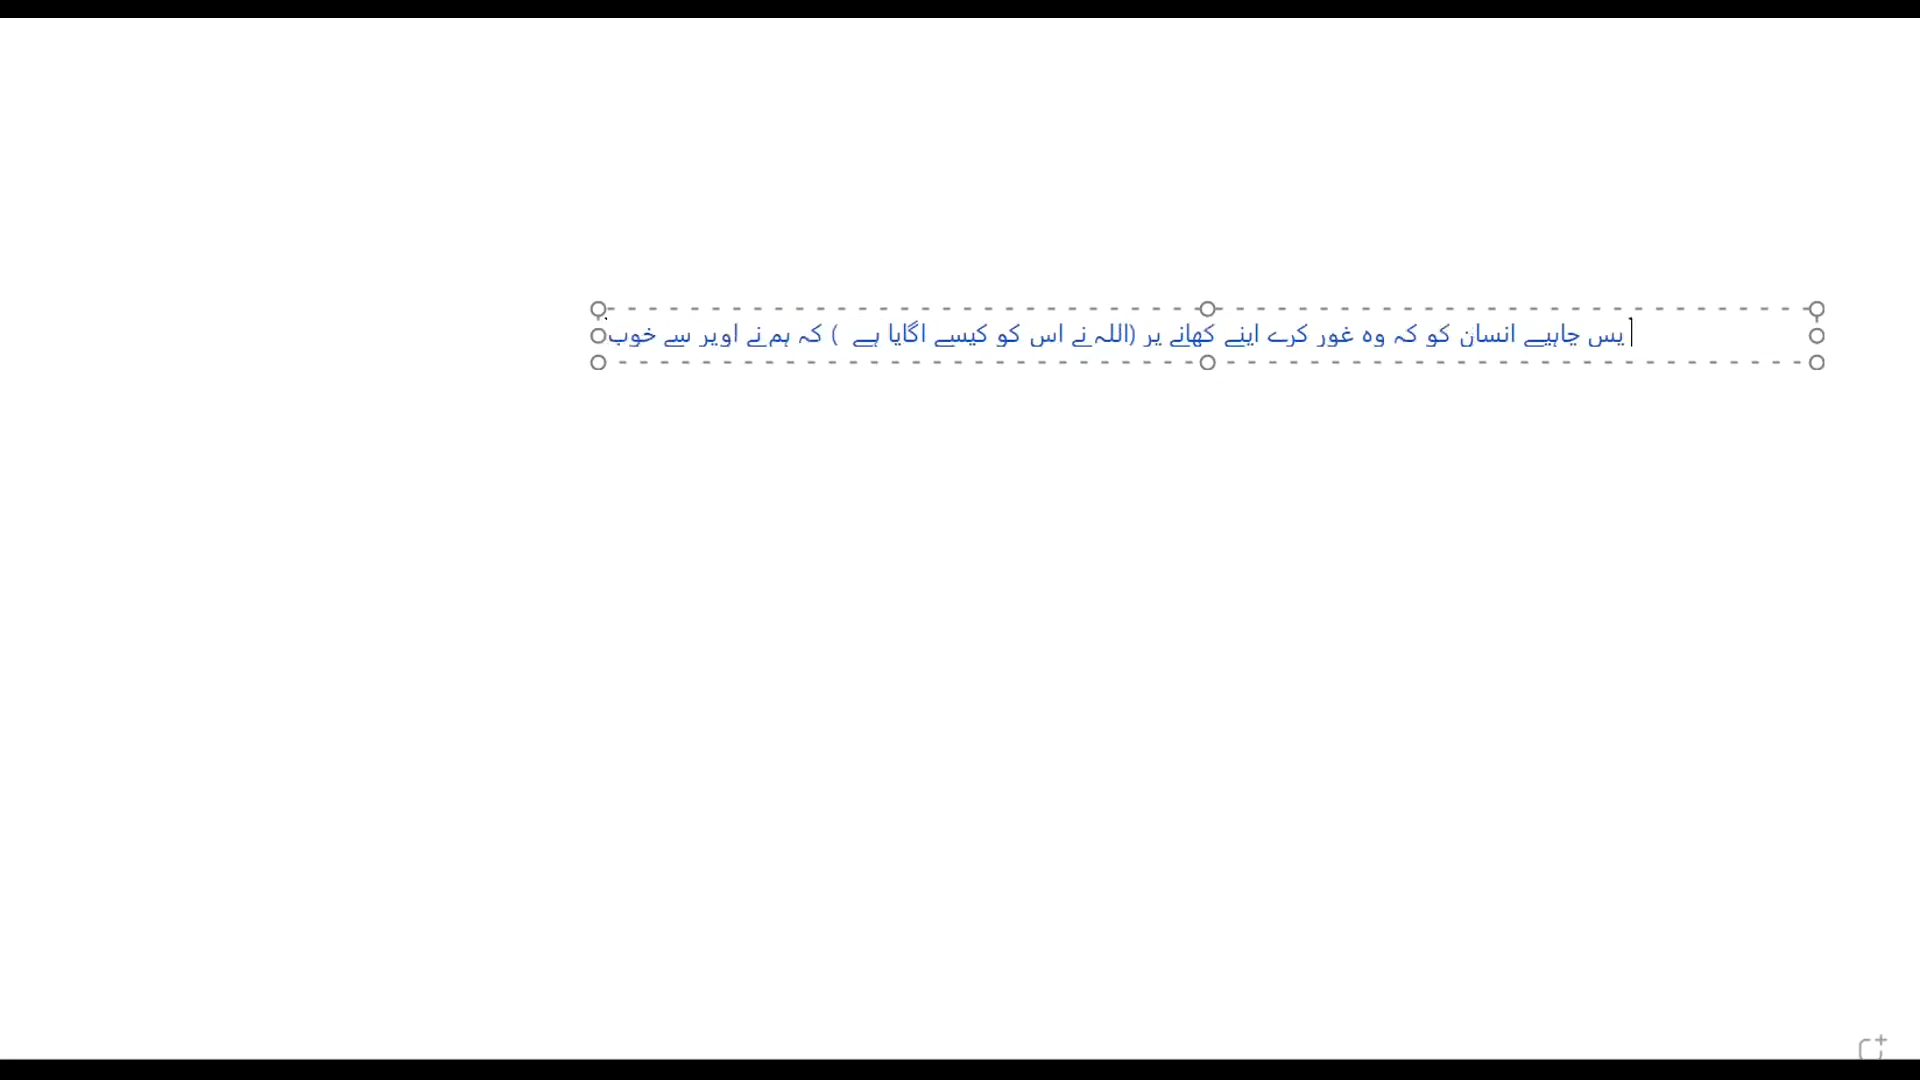 پس چاہیے انسان کو کہ وہ غور کرے اپنے کھانے پر (اللہ نے اس کو کیسے اگایا ہے  ) کہ ہم نے اوپر سے خوب